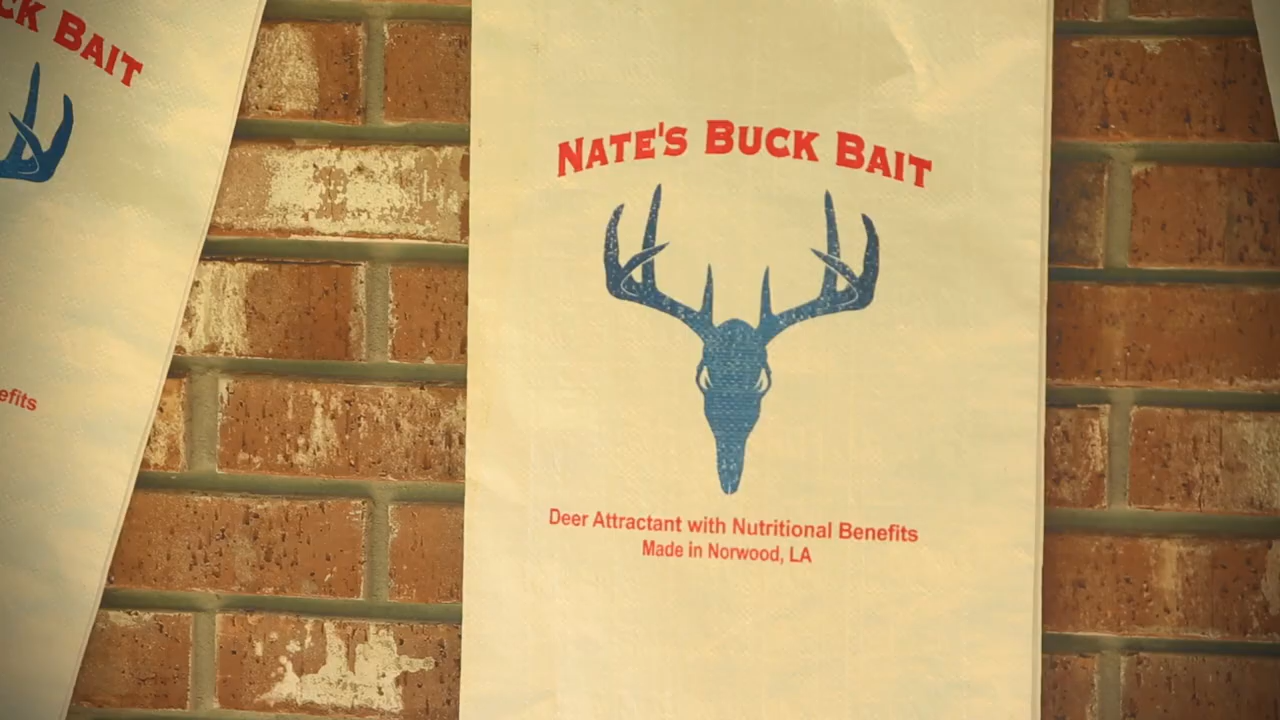 CK BAIT
efits
NATE'S BUCK BAIT
Deer Attractant with Nutritional Benefits
Made in Norwood, LA